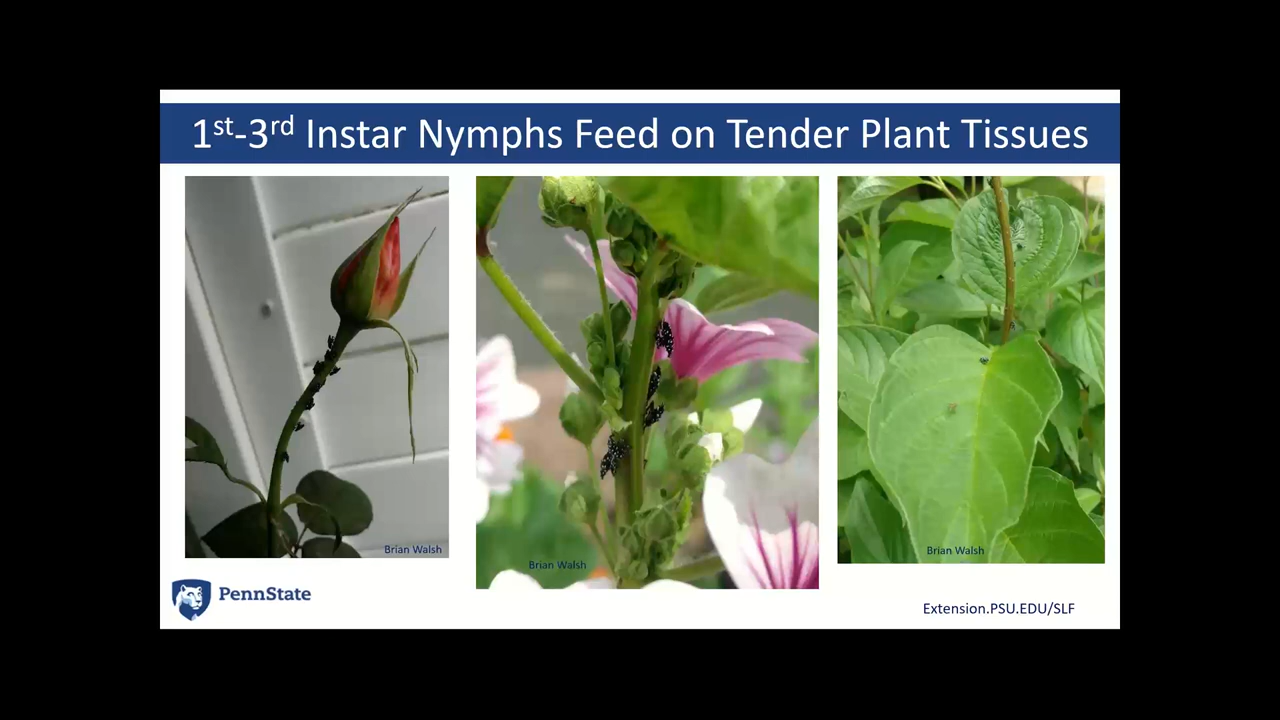 1st-3rd Instar Nymphs Feed on Tender Plant Tissues
Brian Walsh
Brian Walsh
Brian Walsh
PennState
Extension.PSU.EDU/SLF